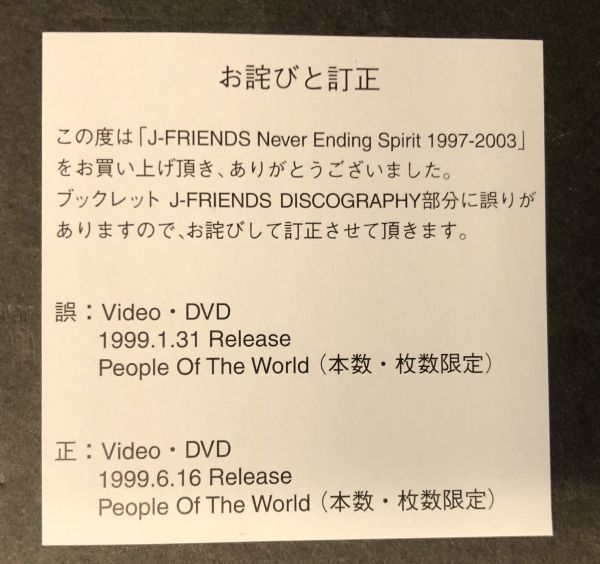 お詫びと訂正
この度は「J-FRIENDS Never Ending Spirit 1997-2003」
をお買い上げ頂き、ありがとうございました。
ブックレット J-FRIENDS DISCOGRAPHY部分に誤りが
ありますので、お詫びして訂正させて頂きます。
誤：Video・DVD
1999.1.31 Release
People Of The World（本数・枚数限定）
正：Video・DVD
1999.6.16 Release
People Of The World（本数・枚数限定）